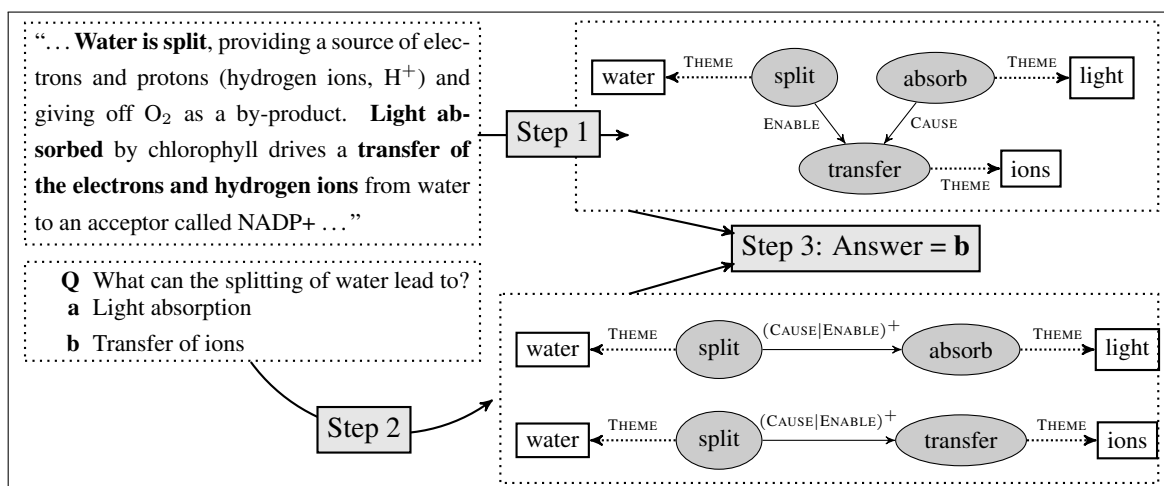 “... Water is split, providing a source of elec-
trons and protons (hydrogen ions, H+) and
giving off O2 as a by-product. Light ab-
sorbed by chlorophyll drives a transfer of
the electrons and hydrogen ions from water
to an acceptor called NADP+ ...”
Step 1
water THEME split absorb THEME light
ENABLE CAUSE
transfer THEME ions
Step 3: Answer = b
Q What can the splitting of water lead to?
a Light absorption
b Transfer of ions
Step 2
water THEME split (CAUSE|ENABLE)+ absorb THEME light
water THEME split (CAUSE|ENABLE)+ transfer THEME ions